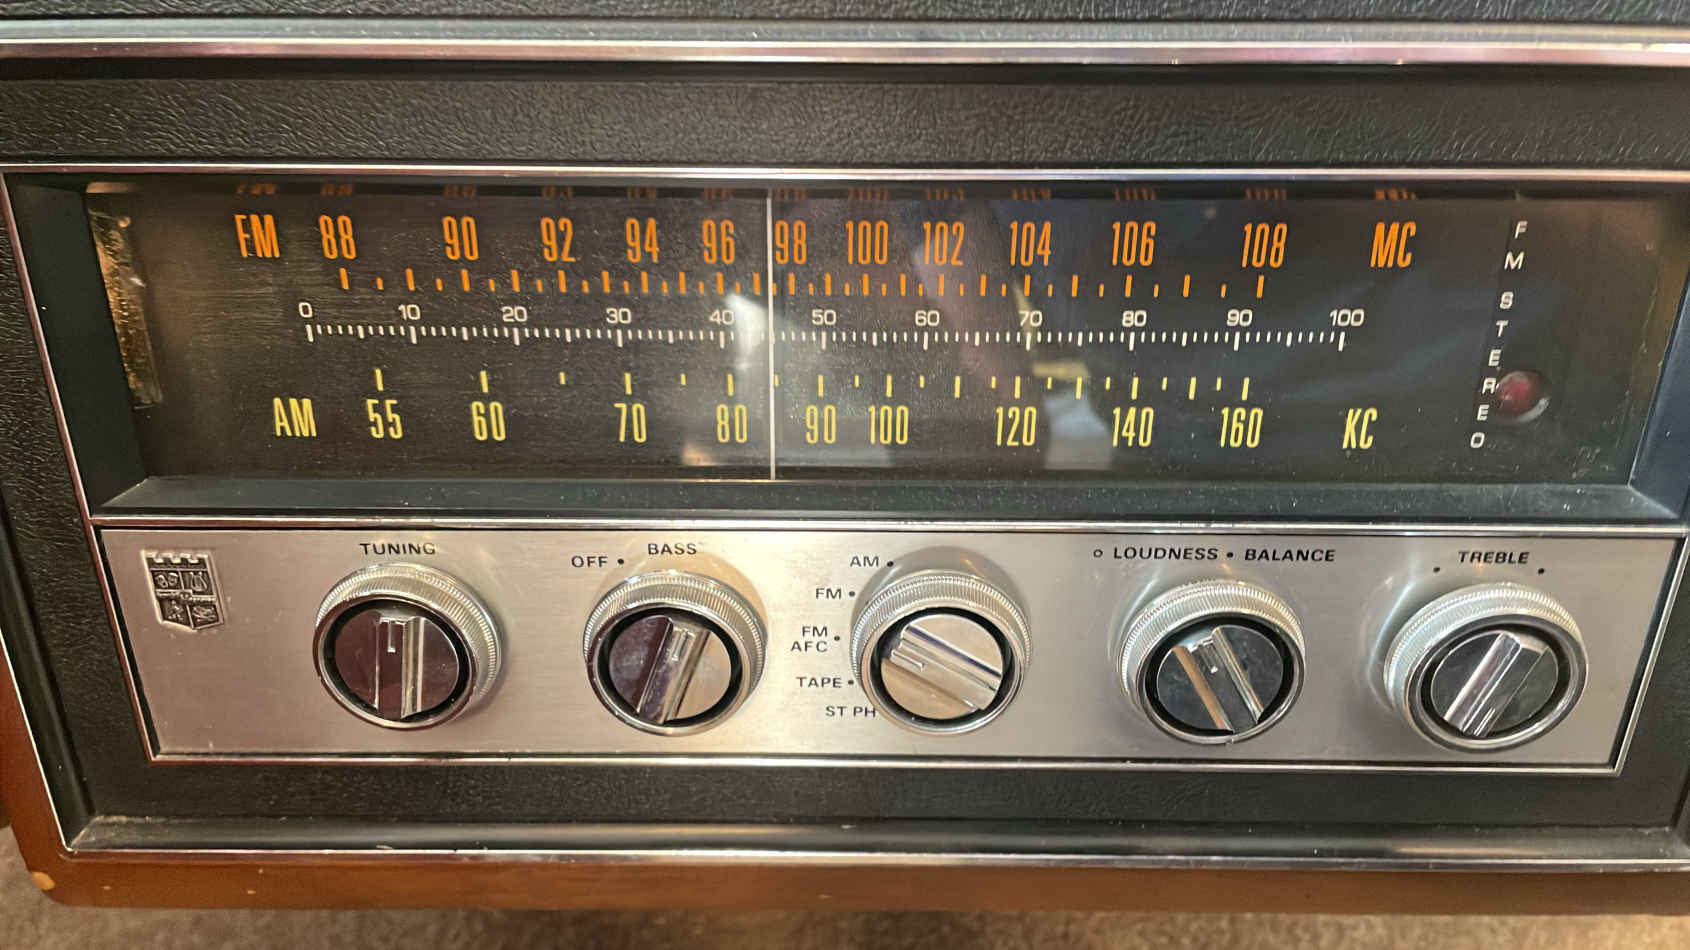 FM 88 90 92 94 96 98 100 102 104 106 108 MC
0 10 20 30 40 50 60 70 80 90 100
AM 55 60 70 80 90 100 120 140 160 KC
FM STEREO
TUNING
OFF • BASS
AM •
FM •
FM
AFC •
TAPE •
ST PH
○ LOUDNESS • BALANCE
TREBLE